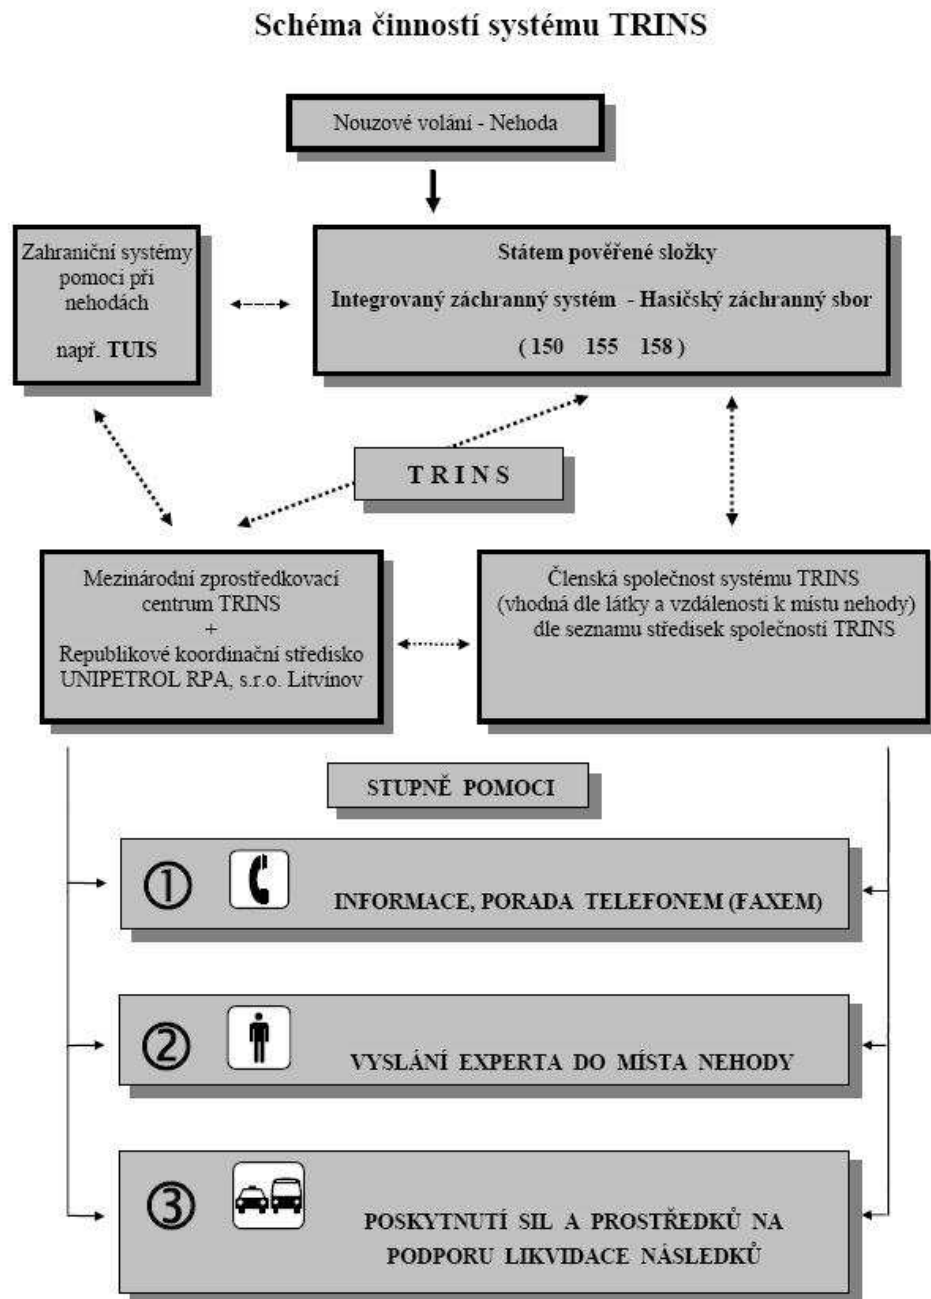 Schéma činností systému TRINS
Nouzové volání - Nehoda
Zahraniční systémy
pomoci při
nehodách
např. TUIS
Státem pověřené složky
Integrovaný záchranný systém - Hasičský záchranný sbor
( 150 155 158 )
T R I N S
Mezinárodní zprostředkovací
centrum TRINS
+
Republikové koordinační středisko
UNIPETROL RPA, s.r.o. Litvínov
Členská společnost systému TRINS
(vhodná dle látky a vzdálenosti k místu nehody)
dle seznamu středisek společností TRINS
STUPNĚ POMOCI
1
INFORMACE, PORADA TELEFONEM (FAXEM)
2
VYSLÁNÍ EXPERTA DO MÍSTA NEHODY
3
POSKYTNUTÍ SIL A PROSTŘEDKŮ NA
PODPORU LIKVIDACE NÁSLEDKŮ